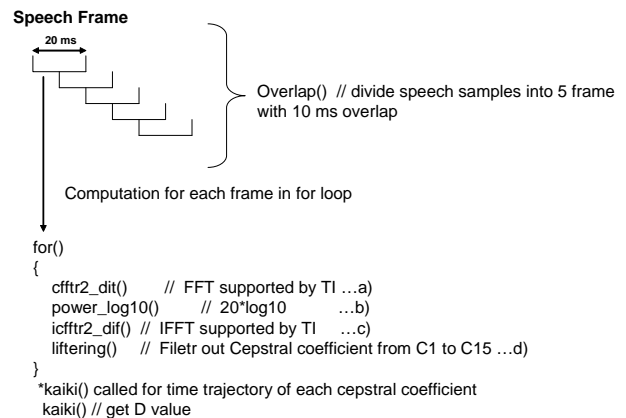 Speech Frame
20 ms
Overlap() // divide speech samples into 5 frame
with 10 ms overlap
Computation for each frame in for loop
for()
{
cfftr2_dit() // FFT supported by TI …a)
power_log10() // 20*log10 …b)
icfftr2_dif() // IFFT supported by TI …c)
liftering() // Filetr out Cepstral coefficient from C1 to C15 …d)
}
*kaiki() called for time trajectory of each cepstral coefficient
kaiki() // get D value